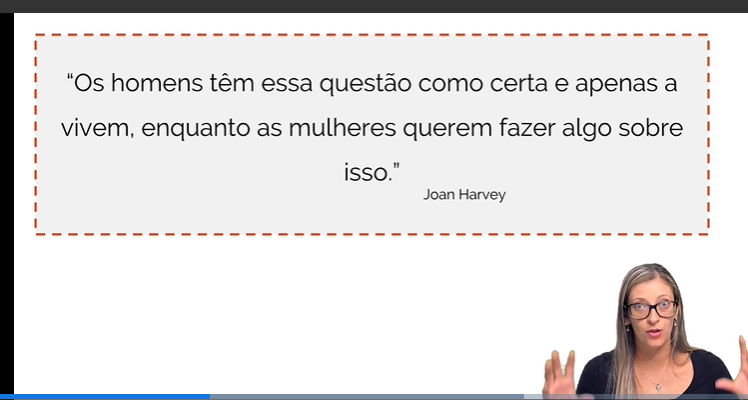 “Os homens têm essa questão como certa e apenas a
vivem, enquanto as mulheres querem fazer algo sobre
isso.”
Joan Harvey